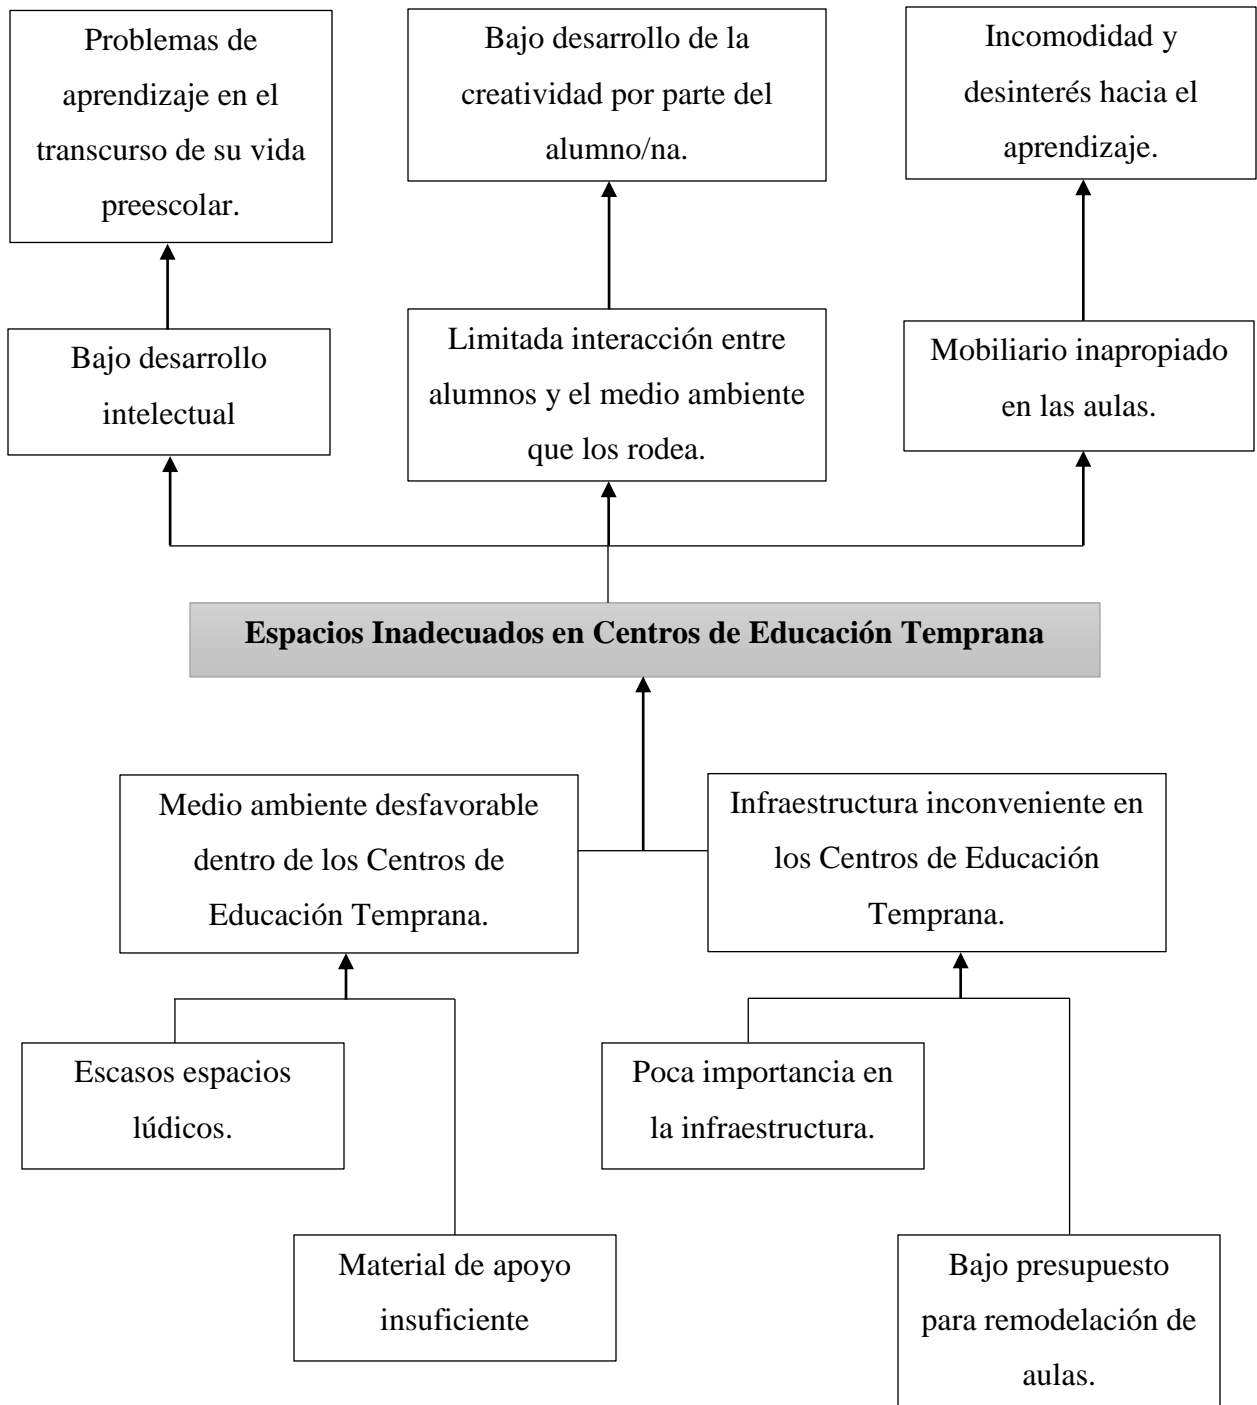 Problemas de
aprendizaje en el
transcurso de su vida
preescolar.
Bajo desarrollo de la
creatividad por parte del
alumno/na.
Incomodidad y
desinterés hacia el
aprendizaje.
Bajo desarrollo
intelectual
Limitada interacción entre
alumnos y el medio ambiente
que los rodea.
Mobiliario inapropiado
en las aulas.
Espacios Inadecuados en Centros de Educación Temprana
Medio ambiente desfavorable
dentro de los Centros de
Educación Temprana.
Infraestructura inconveniente en
los Centros de Educación
Temprana.
Escasos espacios
lúdicos.
Poca importancia en
la infraestructura.
Material de apoyo
insuficiente
Bajo presupuesto
para remodelación de
aulas.